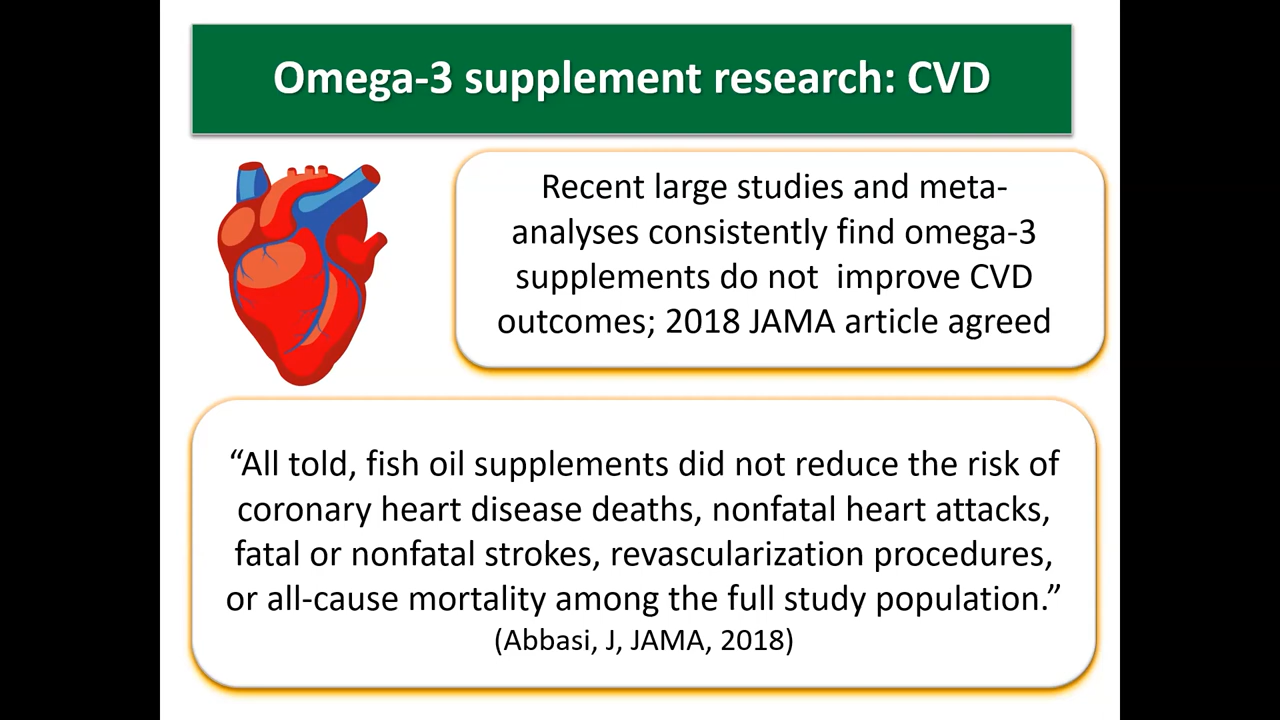 Omega-3 supplement research: CVD
Recent large studies and meta-
analyses consistently find omega-3
supplements do not  improve CVD
outcomes; 2018 JAMA article agreed
“All told, fish oil supplements did not reduce the risk of
coronary heart disease deaths, nonfatal heart attacks,
fatal or nonfatal strokes, revascularization procedures,
or all-cause mortality among the full study population.”
(Abbasi, J, JAMA, 2018)